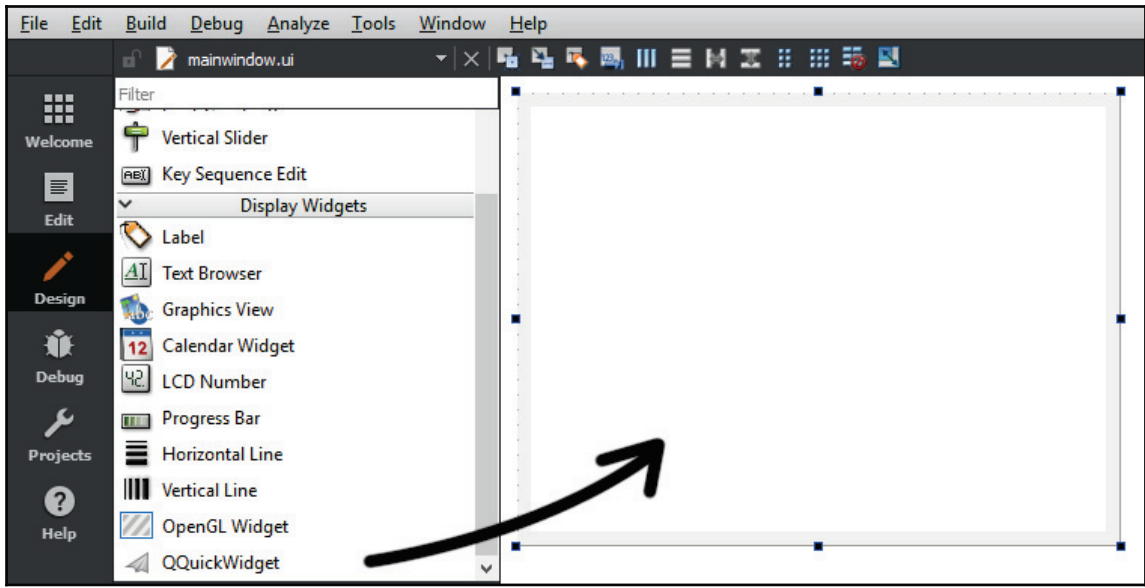 File Edit Build Debug Analyze Tools Window Help
mainwindow.ui
Filter
Welcome
Edit
Design
Debug
Projects
Help
Vertical Slider
Key Sequence Edit
Display Widgets
Label
Text Browser
Graphics View
Calendar Widget
LCD Number
Progress Bar
Horizontal Line
Vertical Line
OpenGL Widget
QQuickWidget